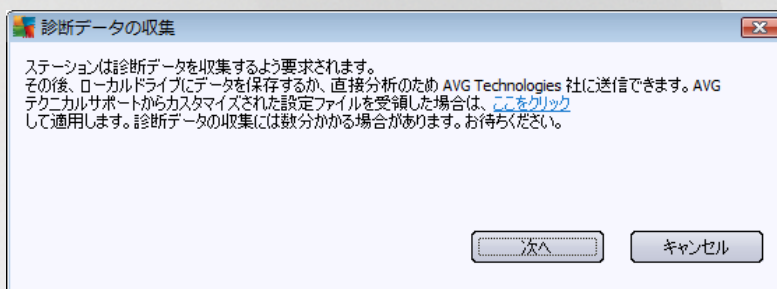 診断データの収集
ステーションは診断データを収集するよう要求されます。
その後、ローカルドライブにデータを保存するか、直接分析のため AVG Technologies 社に送信できます。AVG
テクニカルサポートからカスタマイズされた設定ファイルを受領した場合は、ここをクリック
して適用します。診断データの収集には数分かかる場合があります。お待ちください。
次へ
キャンセル